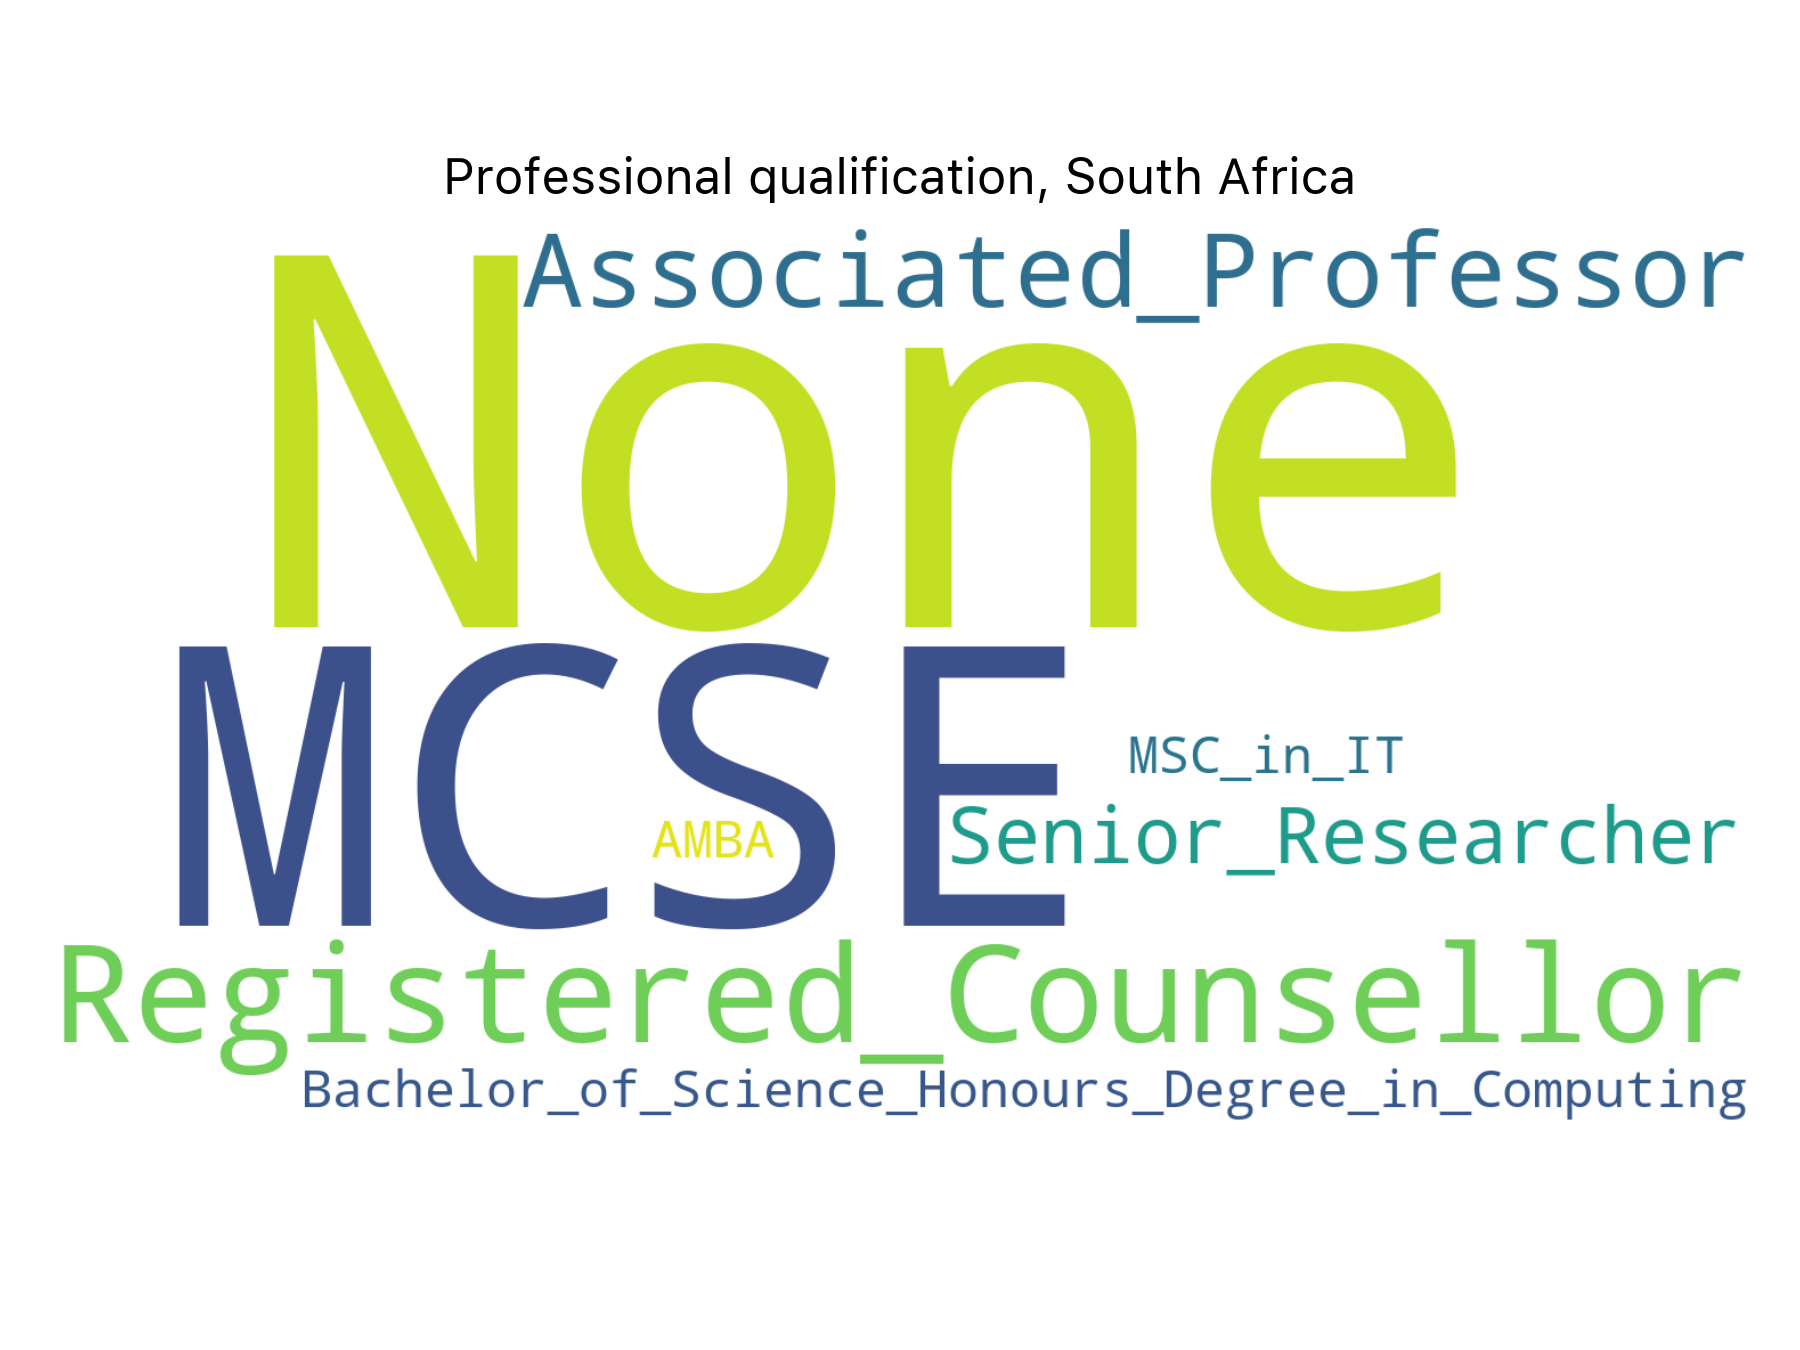 Professional qualification, South Africa
Associated_Professor
None
MCSE
MSC_in_IT
AMBA
Senior_Researcher
Registered_Counsellor
Bachelor_of_Science_Honours_Degree_in_Computing